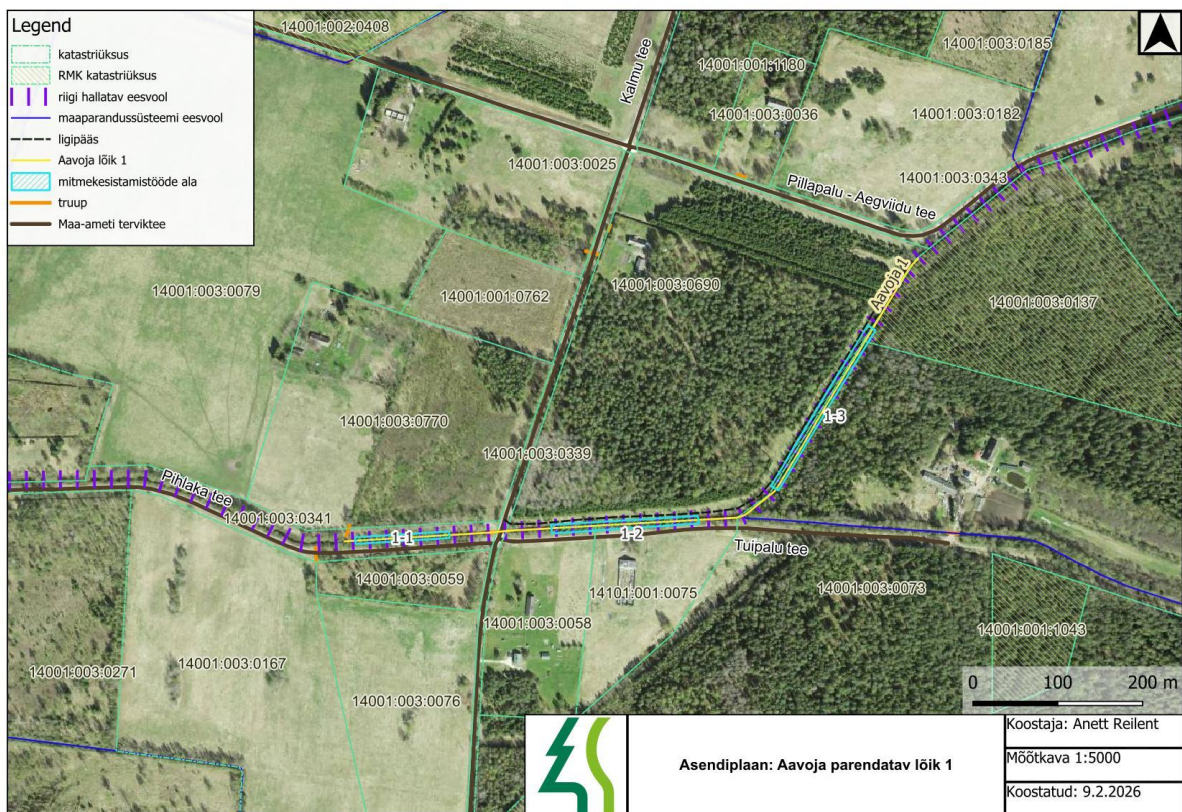 Legend
katastriüksus
RMK katastriüksus
riigi hallatav eesvool
maaparandussüsteemi eesvool
ligipääs
Aavoja lõik 1
mitmekesistamistööde ala
truup
Maa-ameti terviktee
14001:002:0408
Kalmu tee
14001:003:0185
14001:001:1180
14001:003:0036
14001:003:0182
14001:003:0025
14001:003:0343
Pillapalu - Aegviidu tee
14001:003:0079
14001:001:0762
14001:003:0690
Aavoja 1
14001:003:0137
14001:003:0770
1-3
14001:003:0339
Pihlaka tee
14001:003:0341
1-1
1-2
Tuipalu tee
14001:003:0059
14101:001:0075
14001:003:0073
14001:003:0058
14001:001:1043
14001:003:0271
14001:003:0167
14001:003:0076
0 100 200 m
Asendiplaan: Aavoja parendatav lõik 1
Koostaja: Anett Reilent
Mõõtkava 1:5000
Koostatud: 9.2.2026